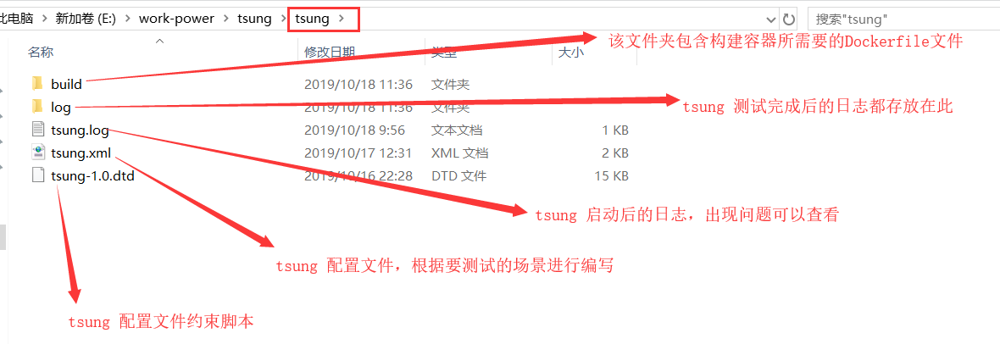 此电脑 > 新加卷 (E:) > work-power > tsung > tsung >
搜索"tsung"
名称 修改日期 类型 大小
该文件夹包含构建容器所需要的Dockerfile文件
build 2019/10/18 11:36 文件夹
log 2019/10/18 11:36 文件夹
tsung 测试完成后的日志都存放在此
tsung.log 2019/10/18 9:56 文本文档 1 KB
tsung.xml 2019/10/17 12:31 XML 文档 2 KB
tsung-1.0.dtd 2019/10/16 22:28 DTD 文件 15 KB
tsung 启动后的日志，出现问题可以查看
tsung 配置文件，根据要测试的场景进行编写
tsung 配置文件约束脚本